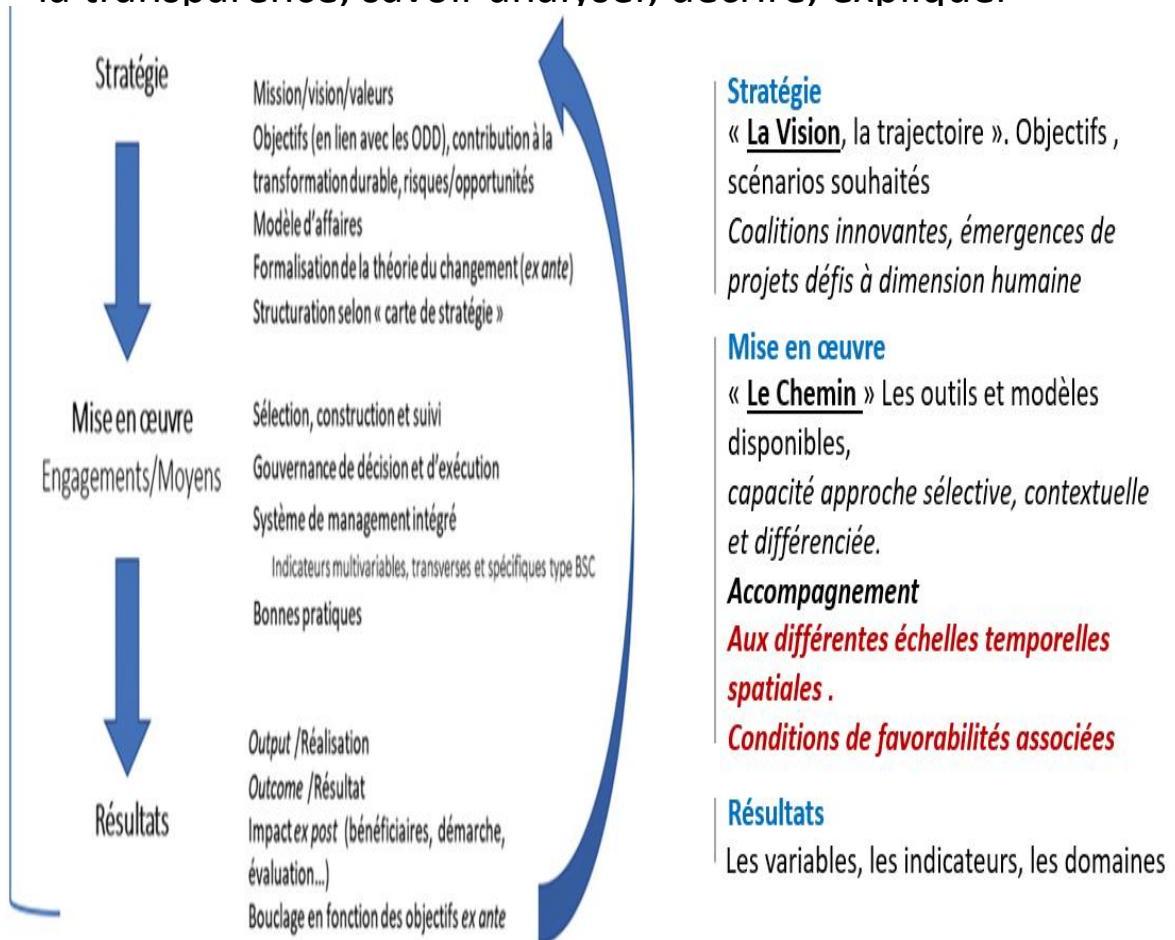 la transparence, savoir analyser, décrire, expliquer
Stratégie
Mission/vision/valeurs
Objectifs (en lien avec les ODD), contribution à la
transformation durable, risques/opportunités
Modèle d'affaires
Formalisation de la théorie du changement (ex ante)
Structuration selon « carte de stratégie »
Mise en œuvre
Engagements/Moyens
Sélection, construction et suivi
Gouvernance de décision et d'exécution
Système de management intégré
Indicateurs multivariables, transverses et spécifiques type BSC
Bonnes pratiques
Résultats
Output /Réalisation
Outcome /Résultat
Impact ex post (bénéficiaires, démarche,
évaluation...)
Bouclage en fonction des objectifs ex ante
Stratégie
« La Vision, la trajectoire ». Objectifs ,
scénarios souhaités
Coalitions innovantes, émergences de
projets défis à dimension humaine
Mise en œuvre
« Le Chemin » Les outils et modèles
disponibles,
capacité approche sélective, contextuelle
et différenciée.
Accompagnement
Aux différentes échelles temporelles
spatiales .
Conditions de favorabilités associées
Résultats
Les variables, les indicateurs, les domaines